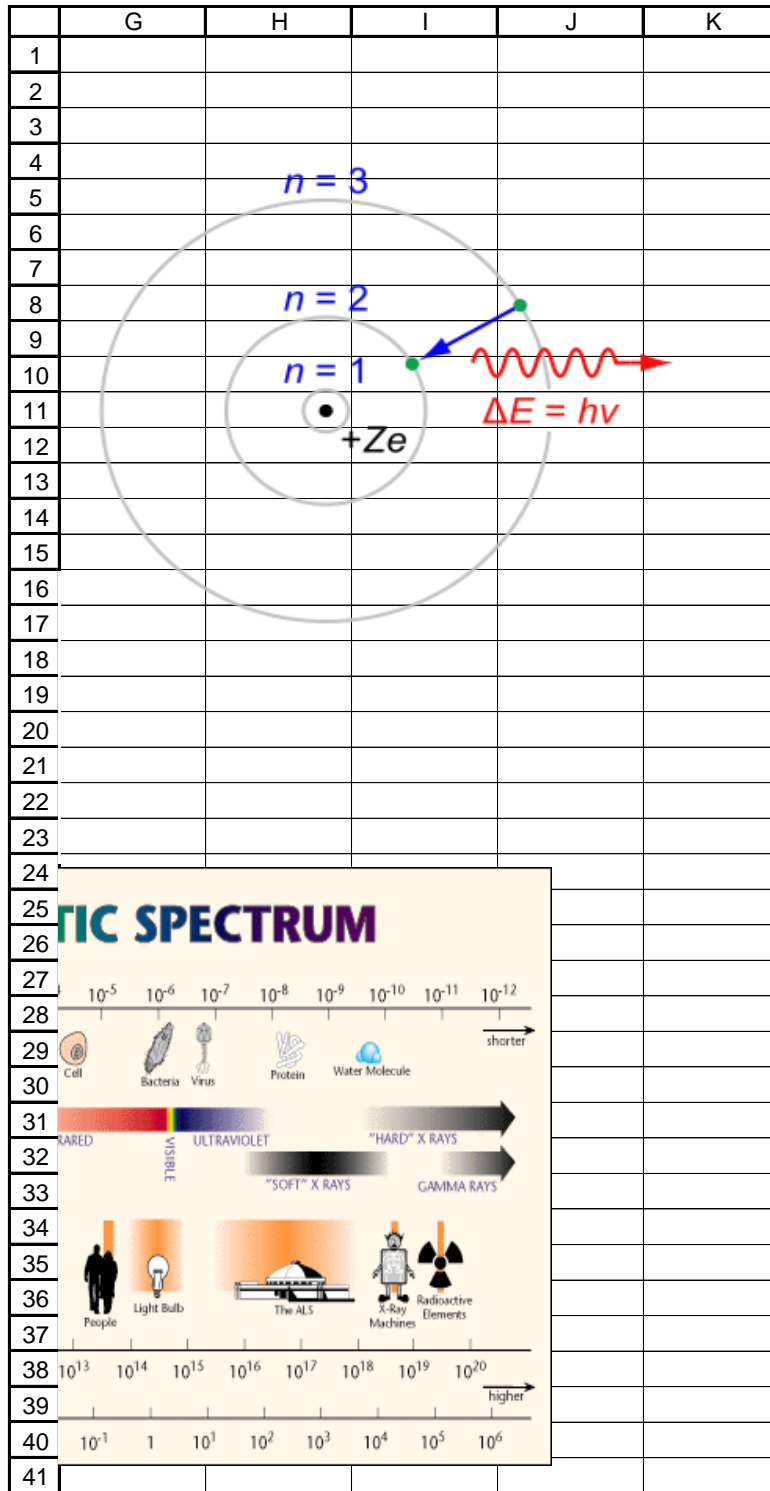 G H I J K
1
2
3
4
5
n = 3
6
7
8
n = 2
9
10
n = 1
11
ΔE = hν
12
+Ze
13
14
15
16
17
18
19
20
21
22
23
24
25
TIC SPECTRUM
26
27
10⁻⁵ 10⁻⁶ 10⁻⁷ 10⁻⁸ 10⁻⁹ 10⁻¹⁰ 10⁻¹¹ 10⁻¹²
28
shorter
29
Cell Bacteria Virus Protein Water Molecule
30
31
RARED VISIBLE ULTRAVIOLET "HARD" X RAYS
32
"SOFT" X RAYS GAMMA RAYS
33
34
35
36
People Light Bulb The ALS X-Ray Machines Radioactive Elements
37
38
10¹³ 10¹⁴ 10¹⁵ 10¹⁶ 10¹⁷ 10¹⁸ 10¹⁹ 10²⁰
higher
39
40
10⁻¹ 1 10¹ 10² 10³ 10⁴ 10⁵ 10⁶
41